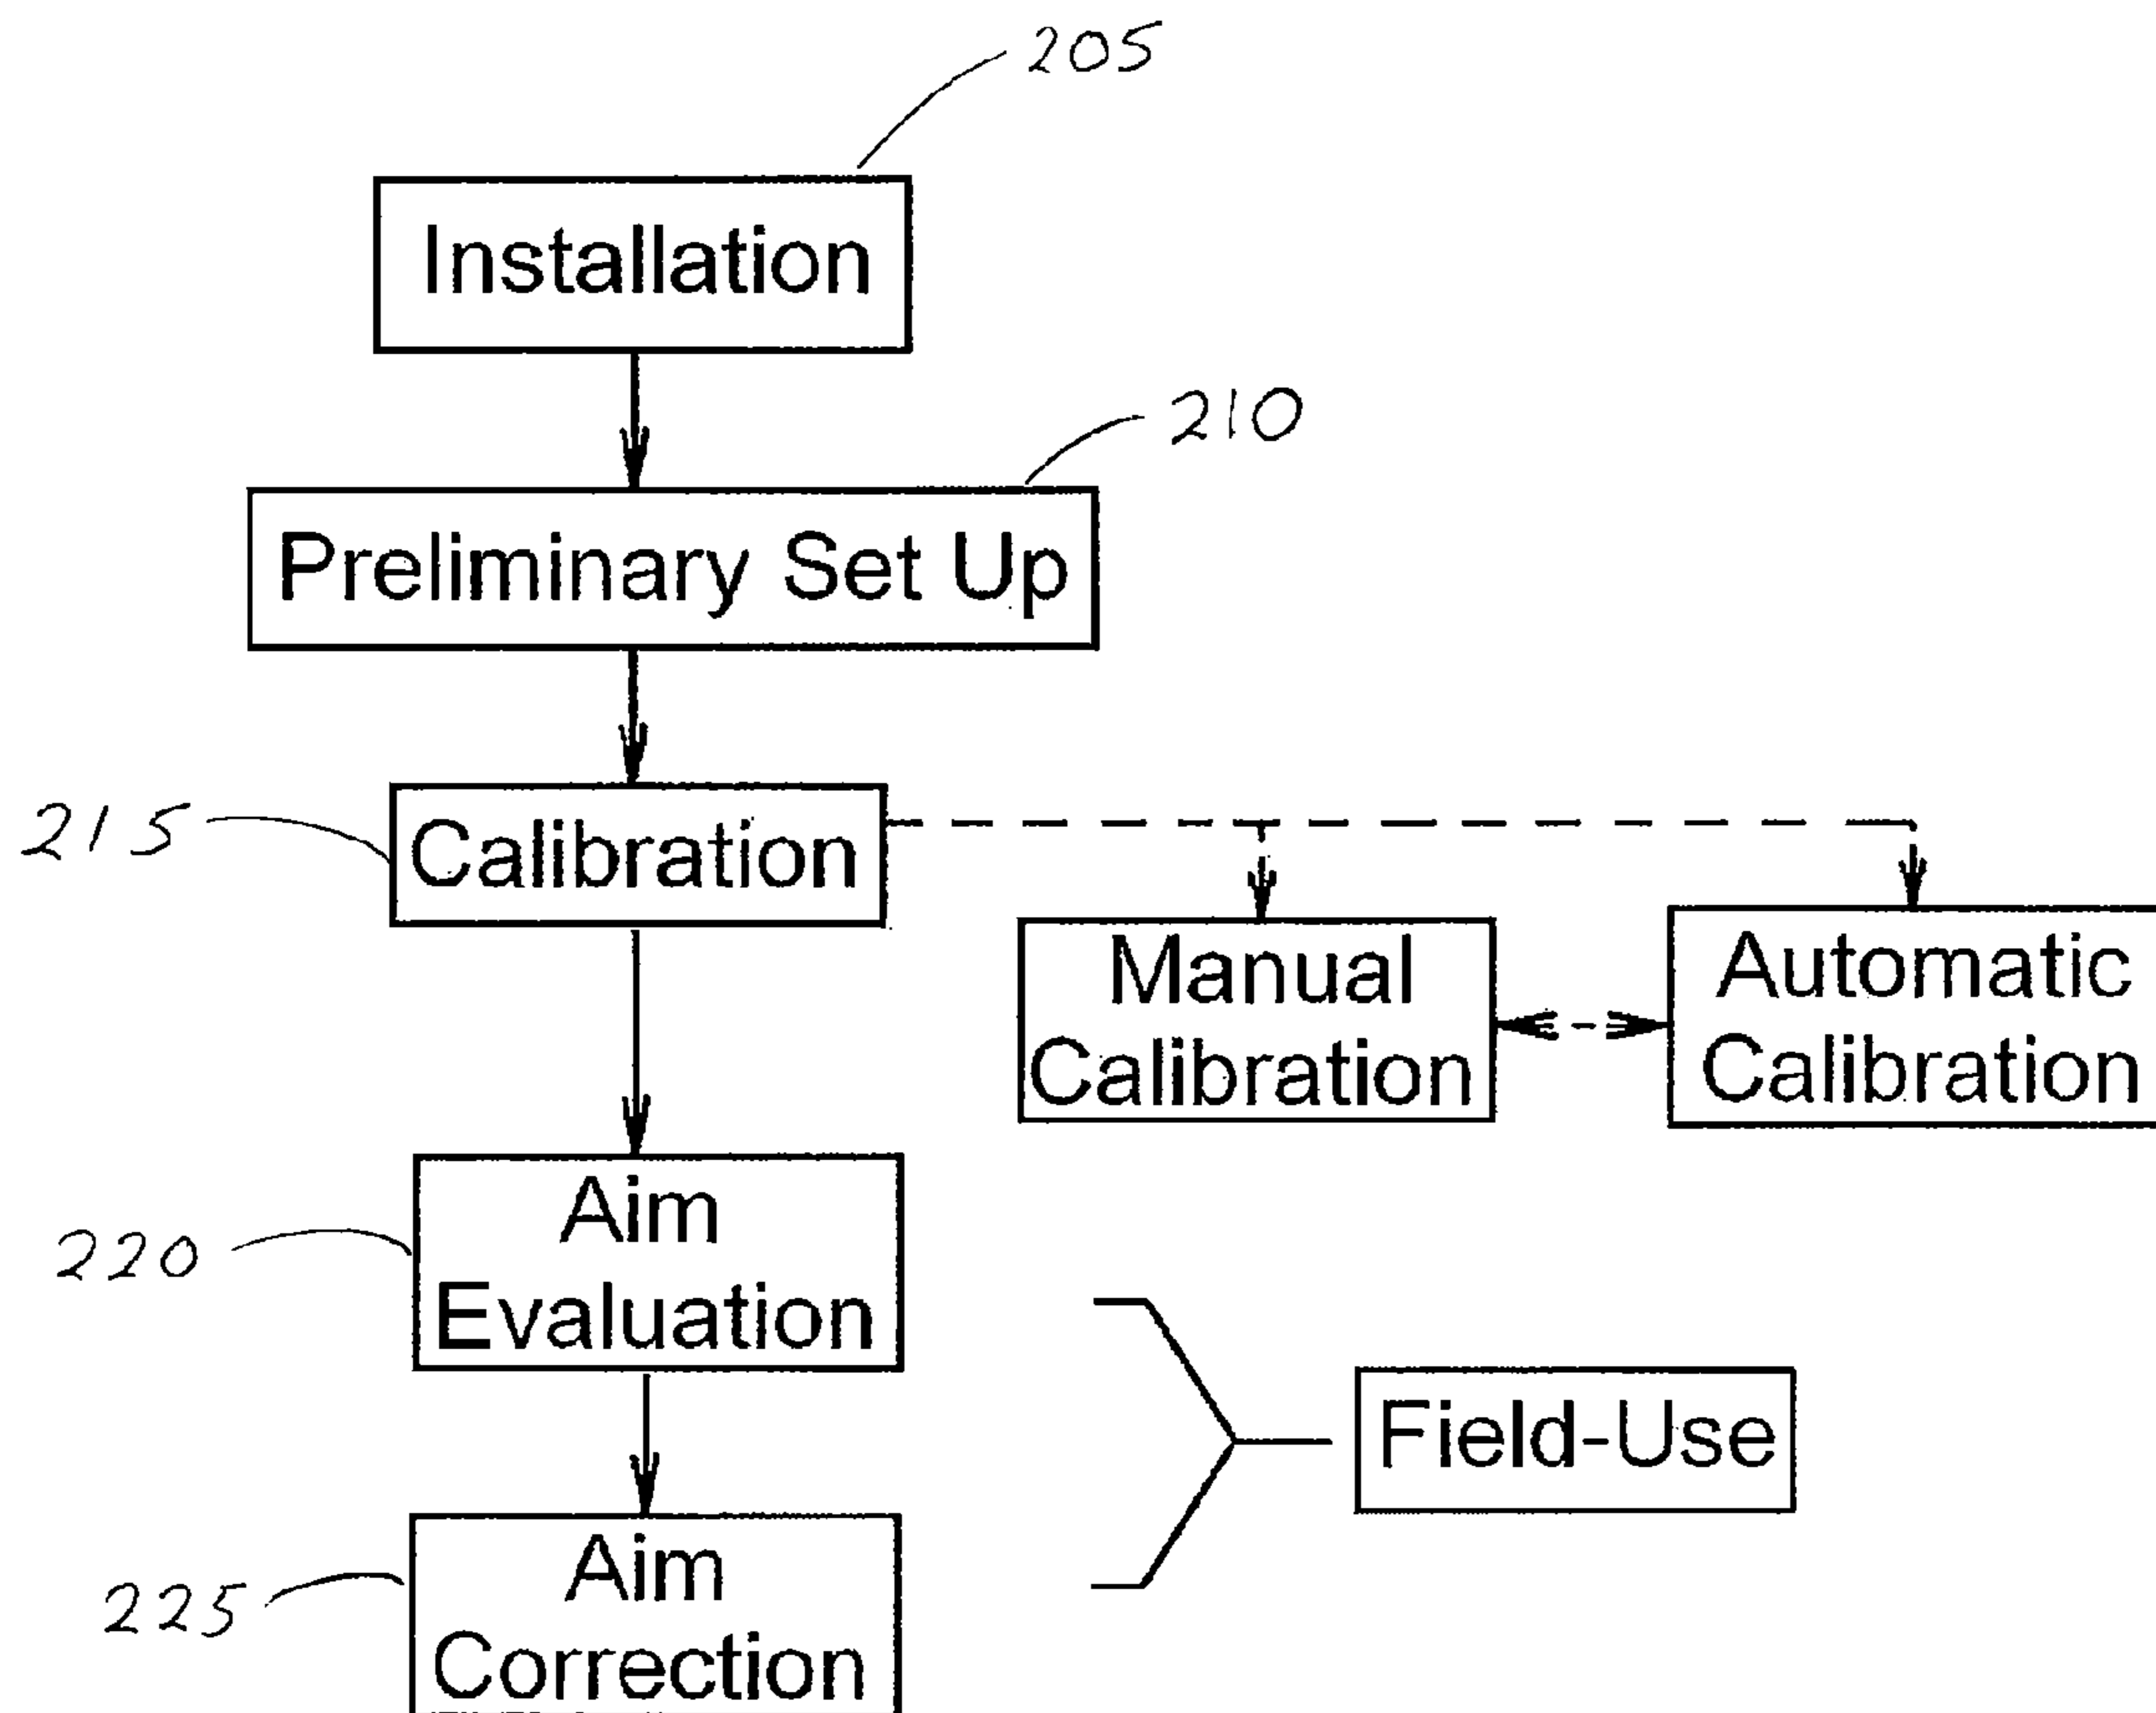 205
Installation
210
Preliminary Set Up
215
Calibration
Manual
Calibration
Automatic
Calibration
220
Aim
Evaluation
Field-Use
225
Aim
Correction